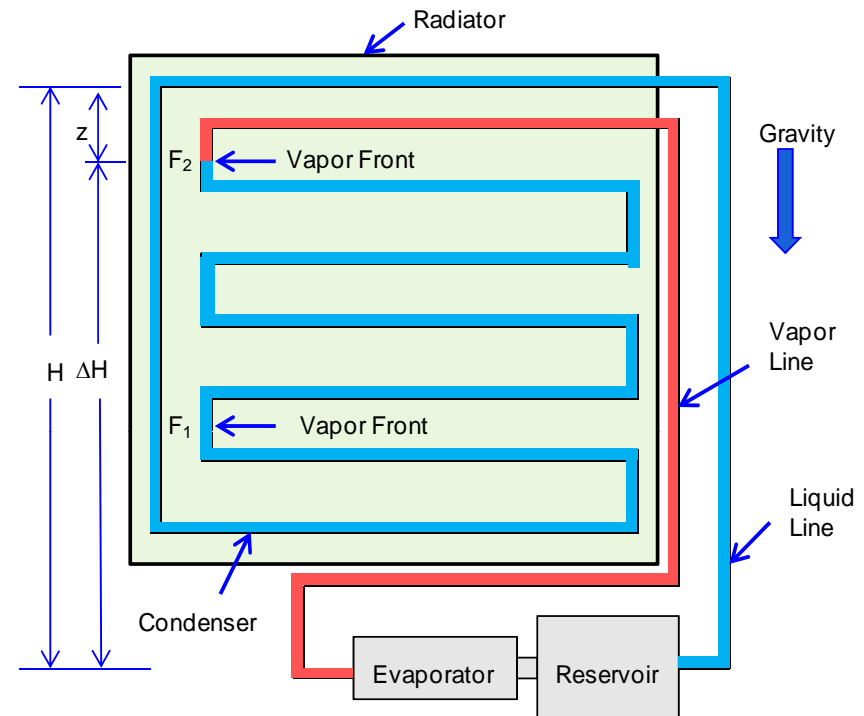 Radiator
z
Gravity
F2
Vapor Front
H
ΔH
Vapor
Line
F1
Vapor Front
Liquid
Line
Condenser
Evaporator
Reservoir